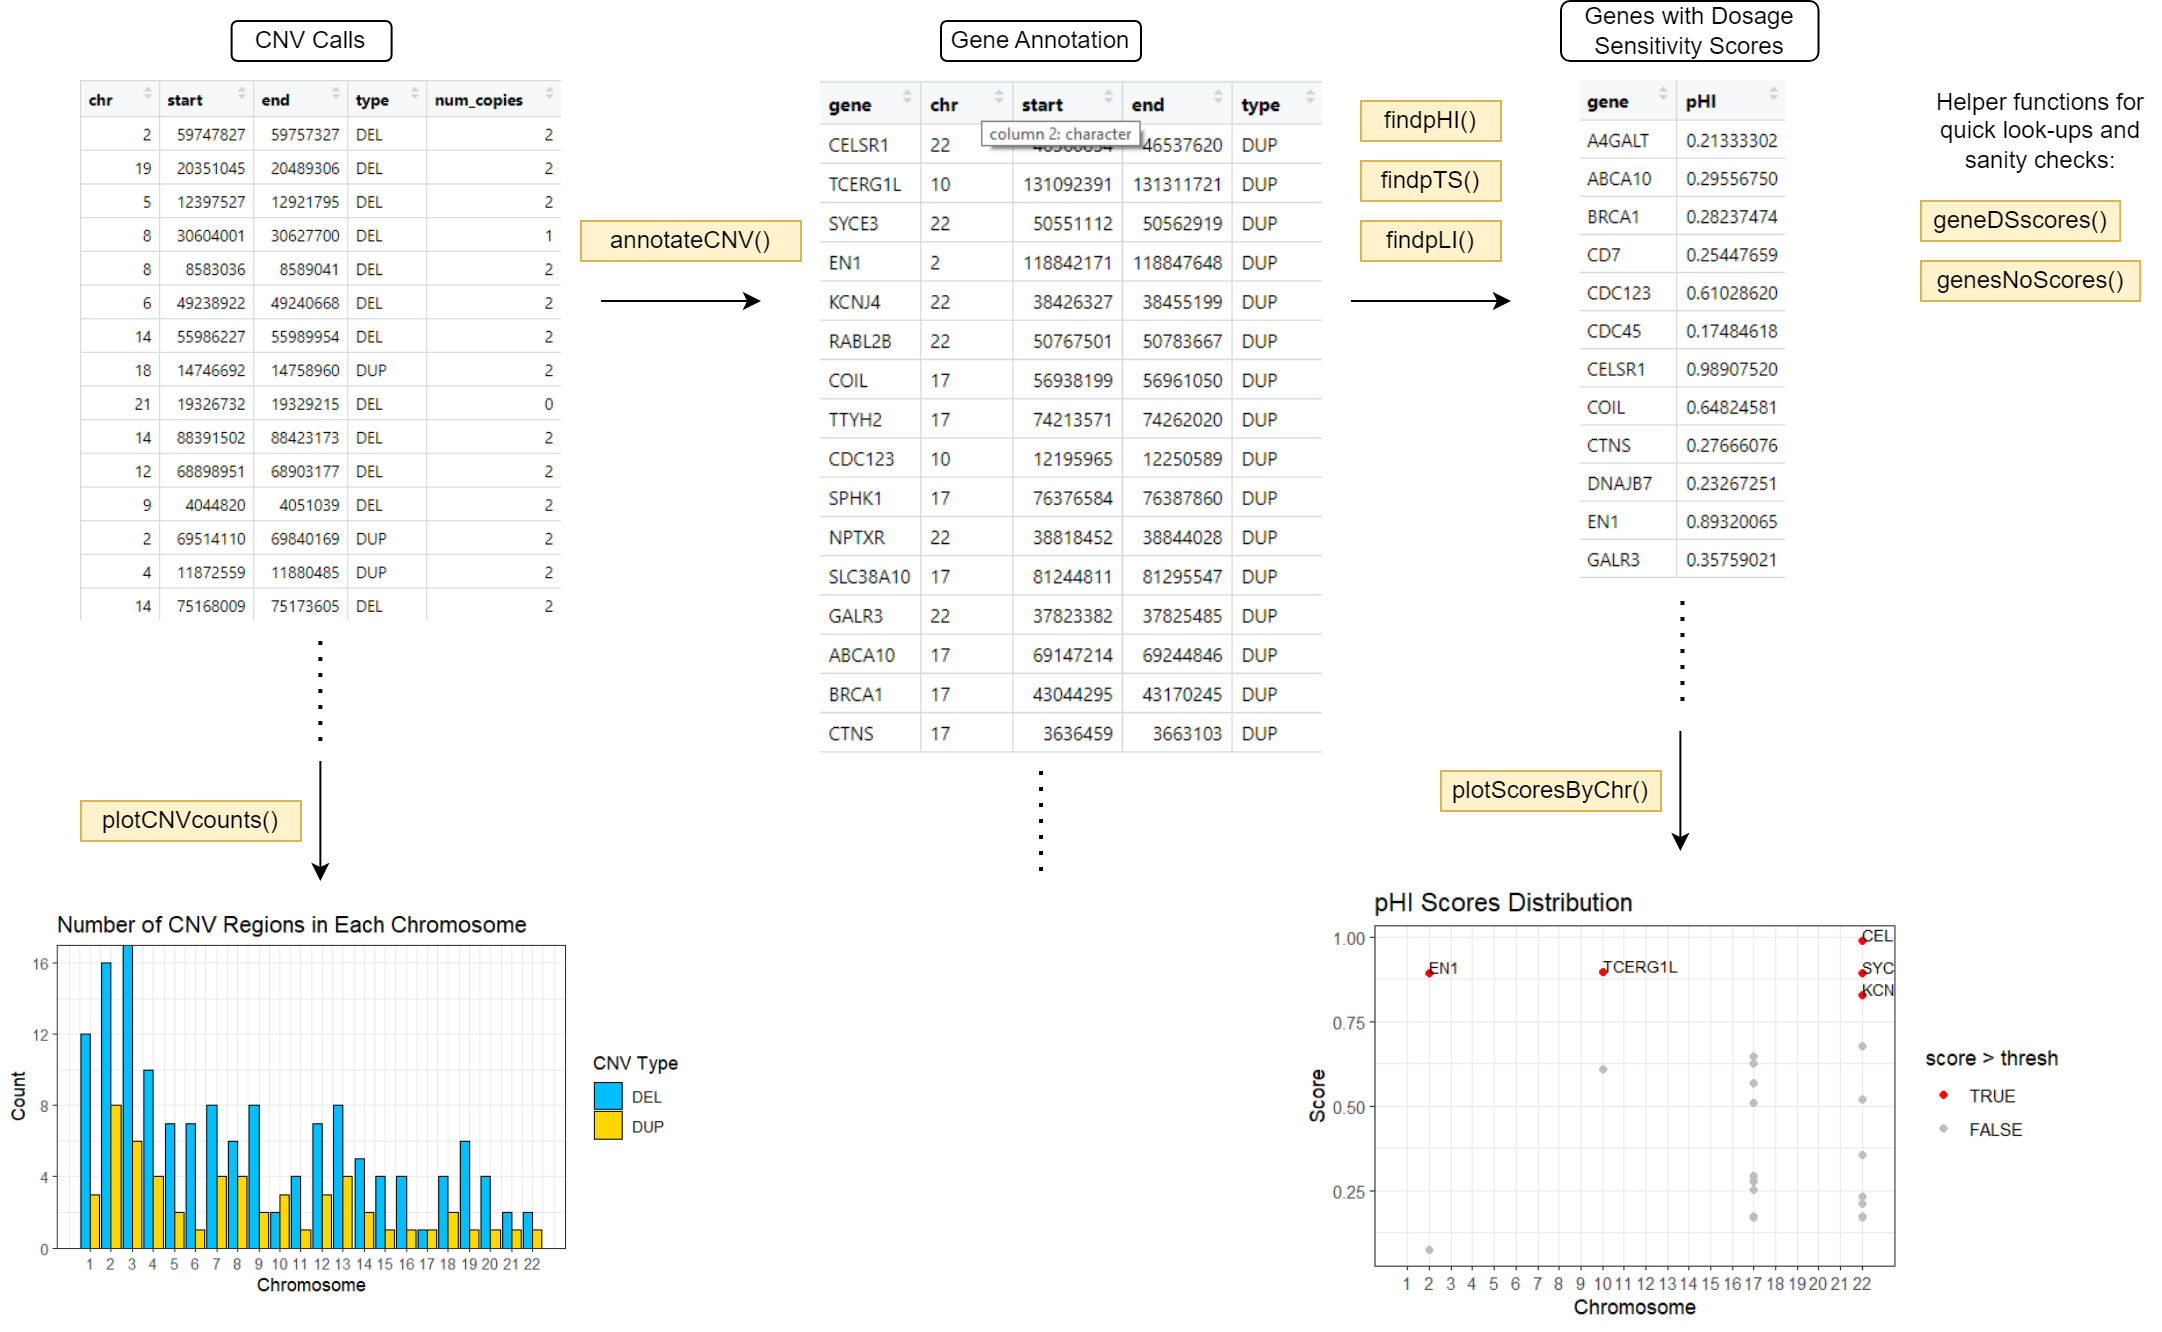 CNV Calls
chr start end type num_copies
2 59747827 59757327 DEL 2
19 20351045 20489306 DEL 2
5 12397527 12921795 DEL 2
8 30604001 30627700 DEL 1
8 8583036 8589041 DEL 2
6 49238922 49240668 DEL 2
14 55986227 55989954 DEL 2
18 14746692 14758960 DUP 2
21 19326732 19329215 DEL 0
14 88391502 88423173 DEL 2
12 68898951 68903177 DEL 2
9 4044820 4051039 DEL 2
2 69514110 69840169 DUP 2
4 11872559 11880485 DUP 2
14 75168009 75173605 DEL 2
annotateCNV()
Gene Annotation
gene chr start end type
column 2: character
CELSR1 22 46537620 DUP
TCERG1L 10 131092391 131311721 DUP
SYCE3 22 50551112 50562919 DUP
EN1 2 118842171 118847648 DUP
KCNJ4 22 38426327 38455199 DUP
RABL2B 22 50767501 50783667 DUP
COIL 17 56938199 56961050 DUP
TTYH2 17 74213571 74262020 DUP
CDC123 10 12195965 12250589 DUP
SPHK1 17 76376584 76387860 DUP
NPTXR 22 38818452 38844028 DUP
SLC38A10 17 81244811 81295547 DUP
GALR3 22 37823382 37825485 DUP
ABCA10 17 69147214 69244846 DUP
BRCA1 17 43044295 43170245 DUP
CTNS 17 3636459 3663103 DUP
findpHI()
findpTS()
findpLI()
Genes with Dosage
Sensitivity Scores
gene pHI
A4GALT 0.21333302
ABCA10 0.29556750
BRCA1 0.28237474
CD7 0.25447659
CDC123 0.61028620
CDC45 0.17484618
CELSR1 0.98907520
COIL 0.64824581
CTNS 0.27666076
DNAJB7 0.23267251
EN1 0.89320065
GALR3 0.35759021
Helper functions for
quick look-ups and
sanity checks:
geneDSscores()
genesNoScores()
plotCNVcounts()
Number of CNV Regions in Each Chromosome
16
12
8
4
0
Count
1 2 3 4 5 6 7 8 9 10 11 12 13 14 15 16 17 18 19 20 21 22
Chromosome
CNV Type
DEL
DUP
plotScoresByChr()
pHI Scores Distribution
1.00
0.75
0.50
0.25
Score
EN1
TCERG1L
CEL
SYC
KCN
1 2 3 4 5 6 7 8 9 10 11 12 13 14 15 16 17 18 19 20 21 22
Chromosome
score > thresh
TRUE
FALSE